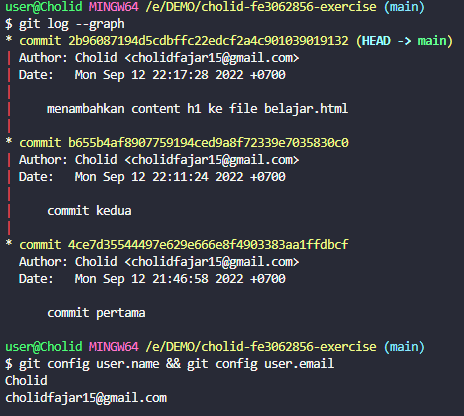 user@Cholid MINGW64 /e/DEMO/cholid-fe3062856-exercise (main)
$ git log --graph
* commit 2b96087194d5cdbffc22edcf2a4c901039019132 (HEAD -> main)
| Author: Cholid <cholidfajar15@gmail.com>
| Date:   Mon Sep 12 22:17:28 2022 +0700
|
|     menambahkan content h1 ke file belajar.html
|
* commit b655b4af8907759194ced9a8f72339e7035830c0
| Author: Cholid <cholidfajar15@gmail.com>
| Date:   Mon Sep 12 22:11:24 2022 +0700
|
|     commit kedua
|
* commit 4ce7d35544497e629e666e8f4903383aa1ffdbcf
  Author: Cholid <cholidfajar15@gmail.com>
  Date:   Mon Sep 12 21:46:58 2022 +0700

      commit pertama

user@Cholid MINGW64 /e/DEMO/cholid-fe3062856-exercise (main)
$ git config user.name && git config user.email
Cholid
cholidfajar15@gmail.com